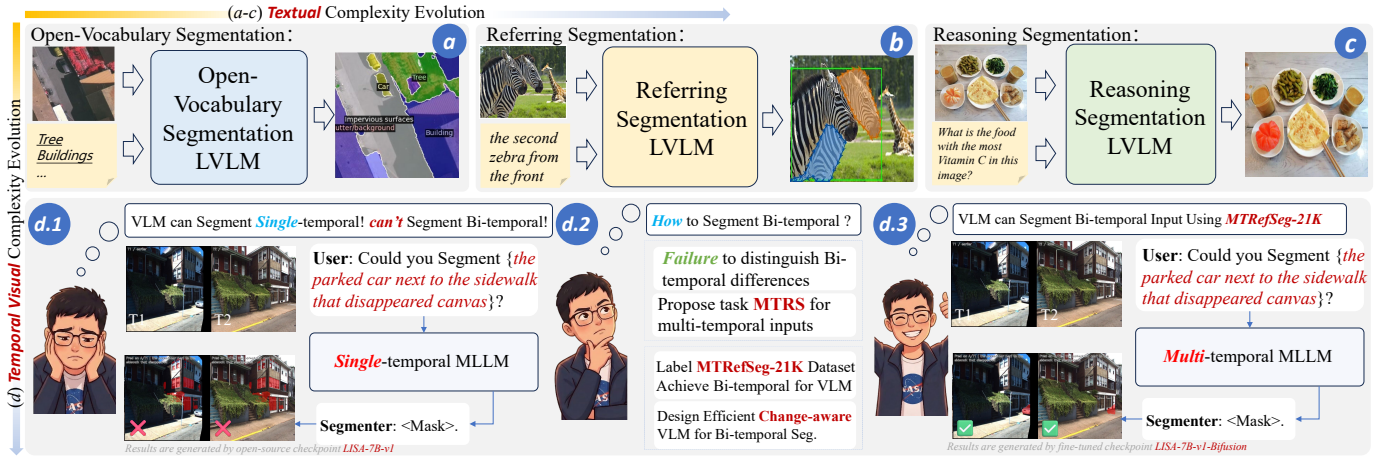 (a-c) Textual Complexity Evolution
(d) Temporal Visual Complexity Evolution
Open-Vocabulary Segmentation:
a
Tree
Buildings
...
Open-
Vocabulary
Segmentation
LVLM
Tree
Car
Impervious surfaces
utter/background
Building
Referring Segmentation:
b
the second
zebra from
the front
Referring
Segmentation
LVLM
Reasoning Segmentation:
c
What is the food
with the most
Vitamin C in this
image?
Reasoning
Segmentation
LVLM
d.1
VLM can Segment Single-temporal! can't Segment Bi-temporal!
T1
T2
User: Could you Segment {the
parked car next to the sidewalk
that disappeared canvas}?
Single-temporal MLLM
Segmenter: <Mask>.
NASA
Results are generated by open-source checkpoint LISA-7B-v1
d.2
How to Segment Bi-temporal ?
Failure to distinguish Bi-
temporal differences
Propose task MTRS for
multi-temporal inputs
Label MTRefSeg-21K Dataset
Achieve Bi-temporal for VLM
Design Efficient Change-aware
VLM for Bi-temporal Seg.
NASA
d.3
VLM can Segment Bi-temporal Input Using MTRefSeg-21K
T1
T2
User: Could you Segment {the
parked car next to the sidewalk
that disappeared canvas}?
Multi-temporal MLLM
Segmenter: <Mask>.
NASA
Results are generated by fine-tuned checkpoint LISA-7B-v1-Bifusion